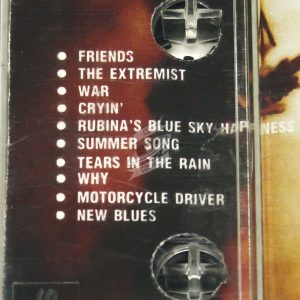 • FRIENDS
• THE EXTREMIST
• WAR
• CRYIN'
• RUBINA'S BLUE SKY HAPPINESS
• SUMMER SONG
• TEARS IN THE RAIN
• WHY
• MOTORCYCLE DRIVER
• NEW BLUES